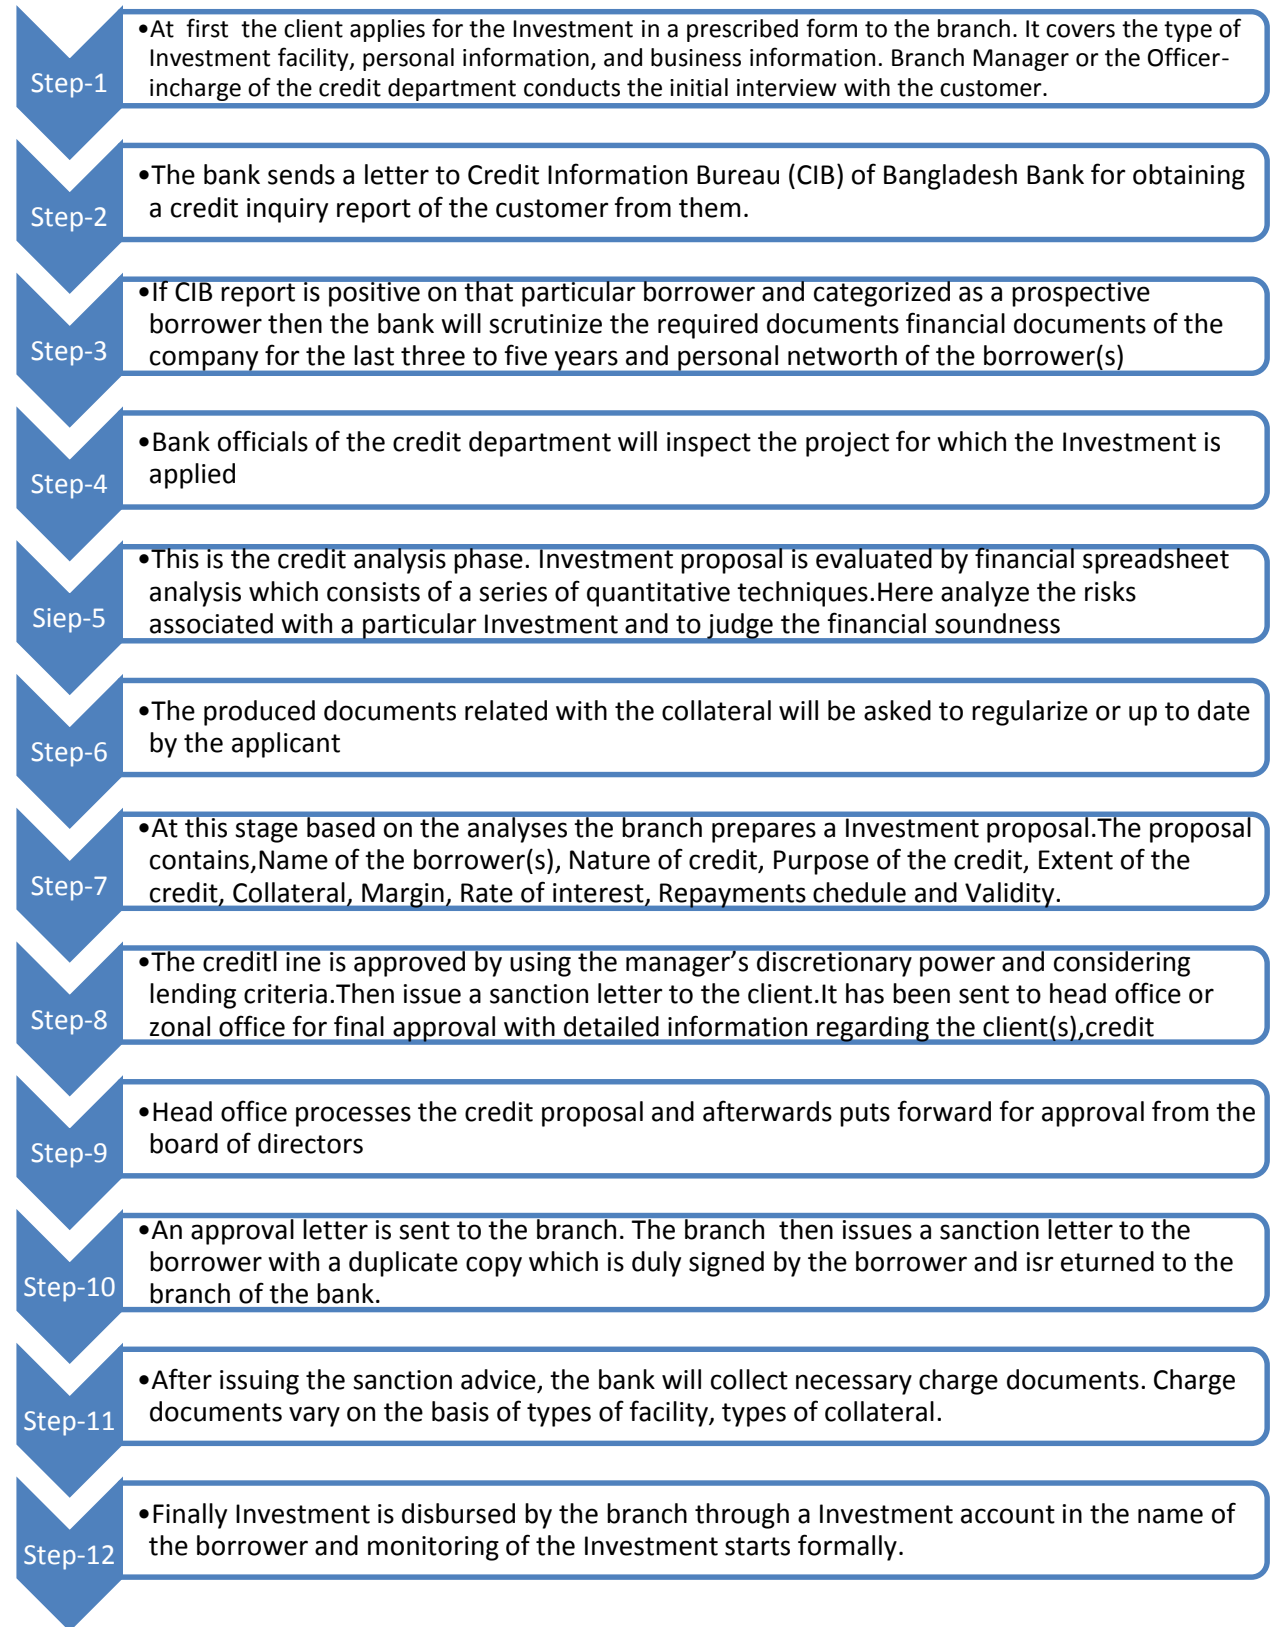 •At  first  the client applies for the Investment in a prescribed form to the branch. It covers the type of
Investment facility, personal information, and business information. Branch Manager or the Officer-
incharge of the credit department conducts the initial interview with the customer.
Step-1
•The bank sends a letter to Credit Information Bureau (CIB) of Bangladesh Bank for obtaining
a credit inquiry report of the customer from them.
Step-2
•If CIB report is positive on that particular borrower and categorized as a prospective
borrower then the bank will scrutinize the required documents financial documents of the
company for the last three to five years and personal networth of the borrower(s)
Step-3
•Bank officials of the credit department will inspect the project for which the Investment is
applied
Step-4
•This is the credit analysis phase. Investment proposal is evaluated by financial spreadsheet
analysis which consists of a series of quantitative techniques.Here analyze the risks
associated with a particular Investment and to judge the financial soundness
Siep-5
•The produced documents related with the collateral will be asked to regularize or up to date
by the applicant
Step-6
•At this stage based on the analyses the branch prepares a Investment proposal.The proposal
contains,Name of the borrower(s), Nature of credit, Purpose of the credit, Extent of the
credit, Collateral, Margin, Rate of interest, Repayments chedule and Validity.
Step-7
•The creditl ine is approved by using the manager’s discretionary power and considering
lending criteria.Then issue a sanction letter to the client.It has been sent to head office or
zonal office for final approval with detailed information regarding the client(s),credit
Step-8
•Head office processes the credit proposal and afterwards puts forward for approval from the
board of directors
Step-9
•An approval letter is sent to the branch. The branch  then issues a sanction letter to the
borrower with a duplicate copy which is duly signed by the borrower and isr eturned to the
branch of the bank.
Step-10
•After issuing the sanction advice, the bank will collect necessary charge documents. Charge
documents vary on the basis of types of facility, types of collateral.
Step-11
•Finally Investment is disbursed by the branch through a Investment account in the name of
the borrower and monitoring of the Investment starts formally.
Step-12